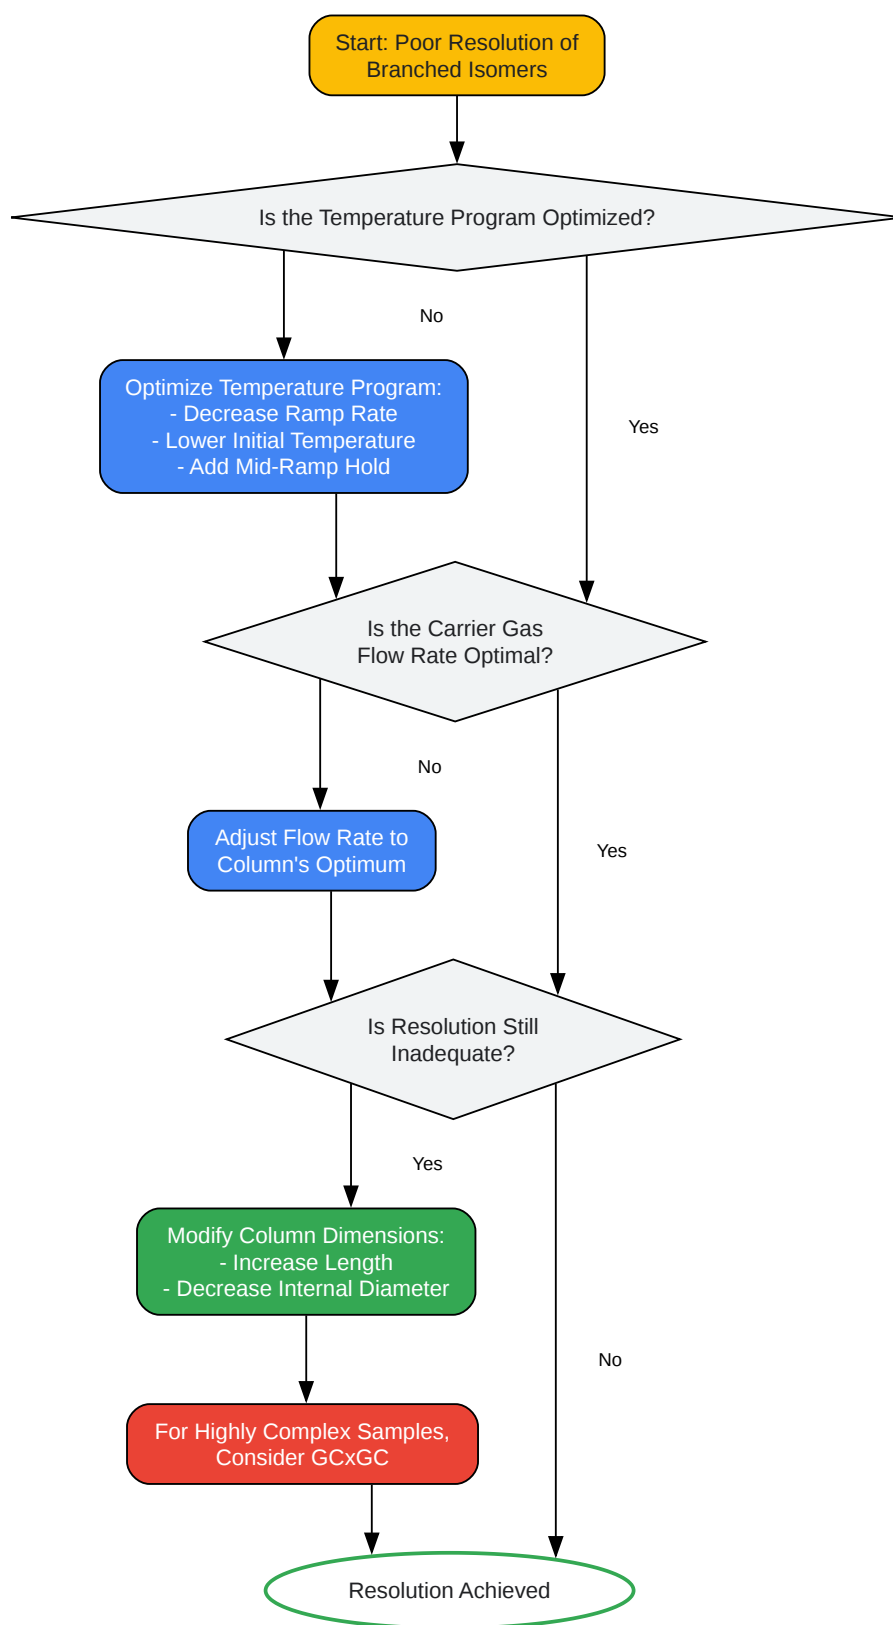 Start: Poor Resolution of
Branched Isomers
Is the Temperature Program Optimized?
No
Optimize Temperature Program:
- Decrease Ramp Rate
- Lower Initial Temperature
- Add Mid-Ramp Hold
Yes
Is the Carrier Gas
Flow Rate Optimal?
No
Adjust Flow Rate to
Column's Optimum
Yes
Is Resolution Still
Inadequate?
Yes
Modify Column Dimensions:
- Increase Length
- Decrease Internal Diameter
No
For Highly Complex Samples,
Consider GCxGC
Resolution Achieved